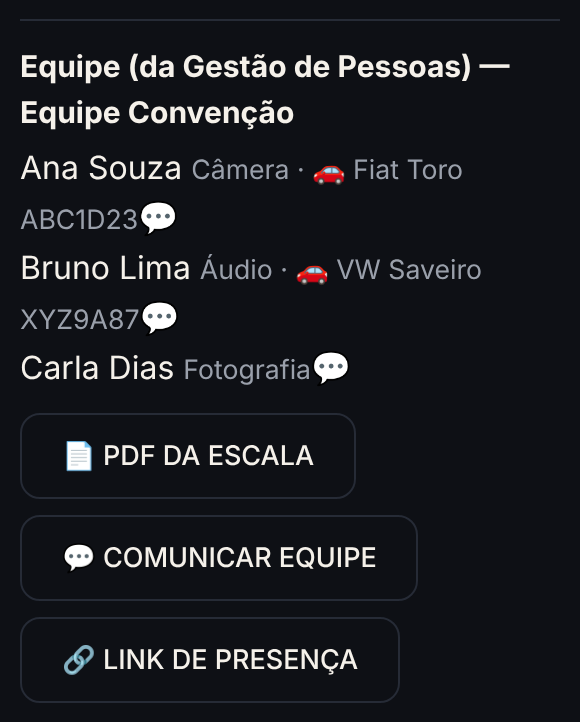 Equipe (da Gestão de Pessoas) —
Equipe Convenção
Ana Souza Câmera · 🚗 Fiat Toro
ABC1D23💬
Bruno Lima Áudio · 🚗 VW Saveiro
XYZ9A87💬
Carla Dias Fotografia💬
📄 PDF DA ESCALA
💬 COMUNICAR EQUIPE
🔗 LINK DE PRESENÇA